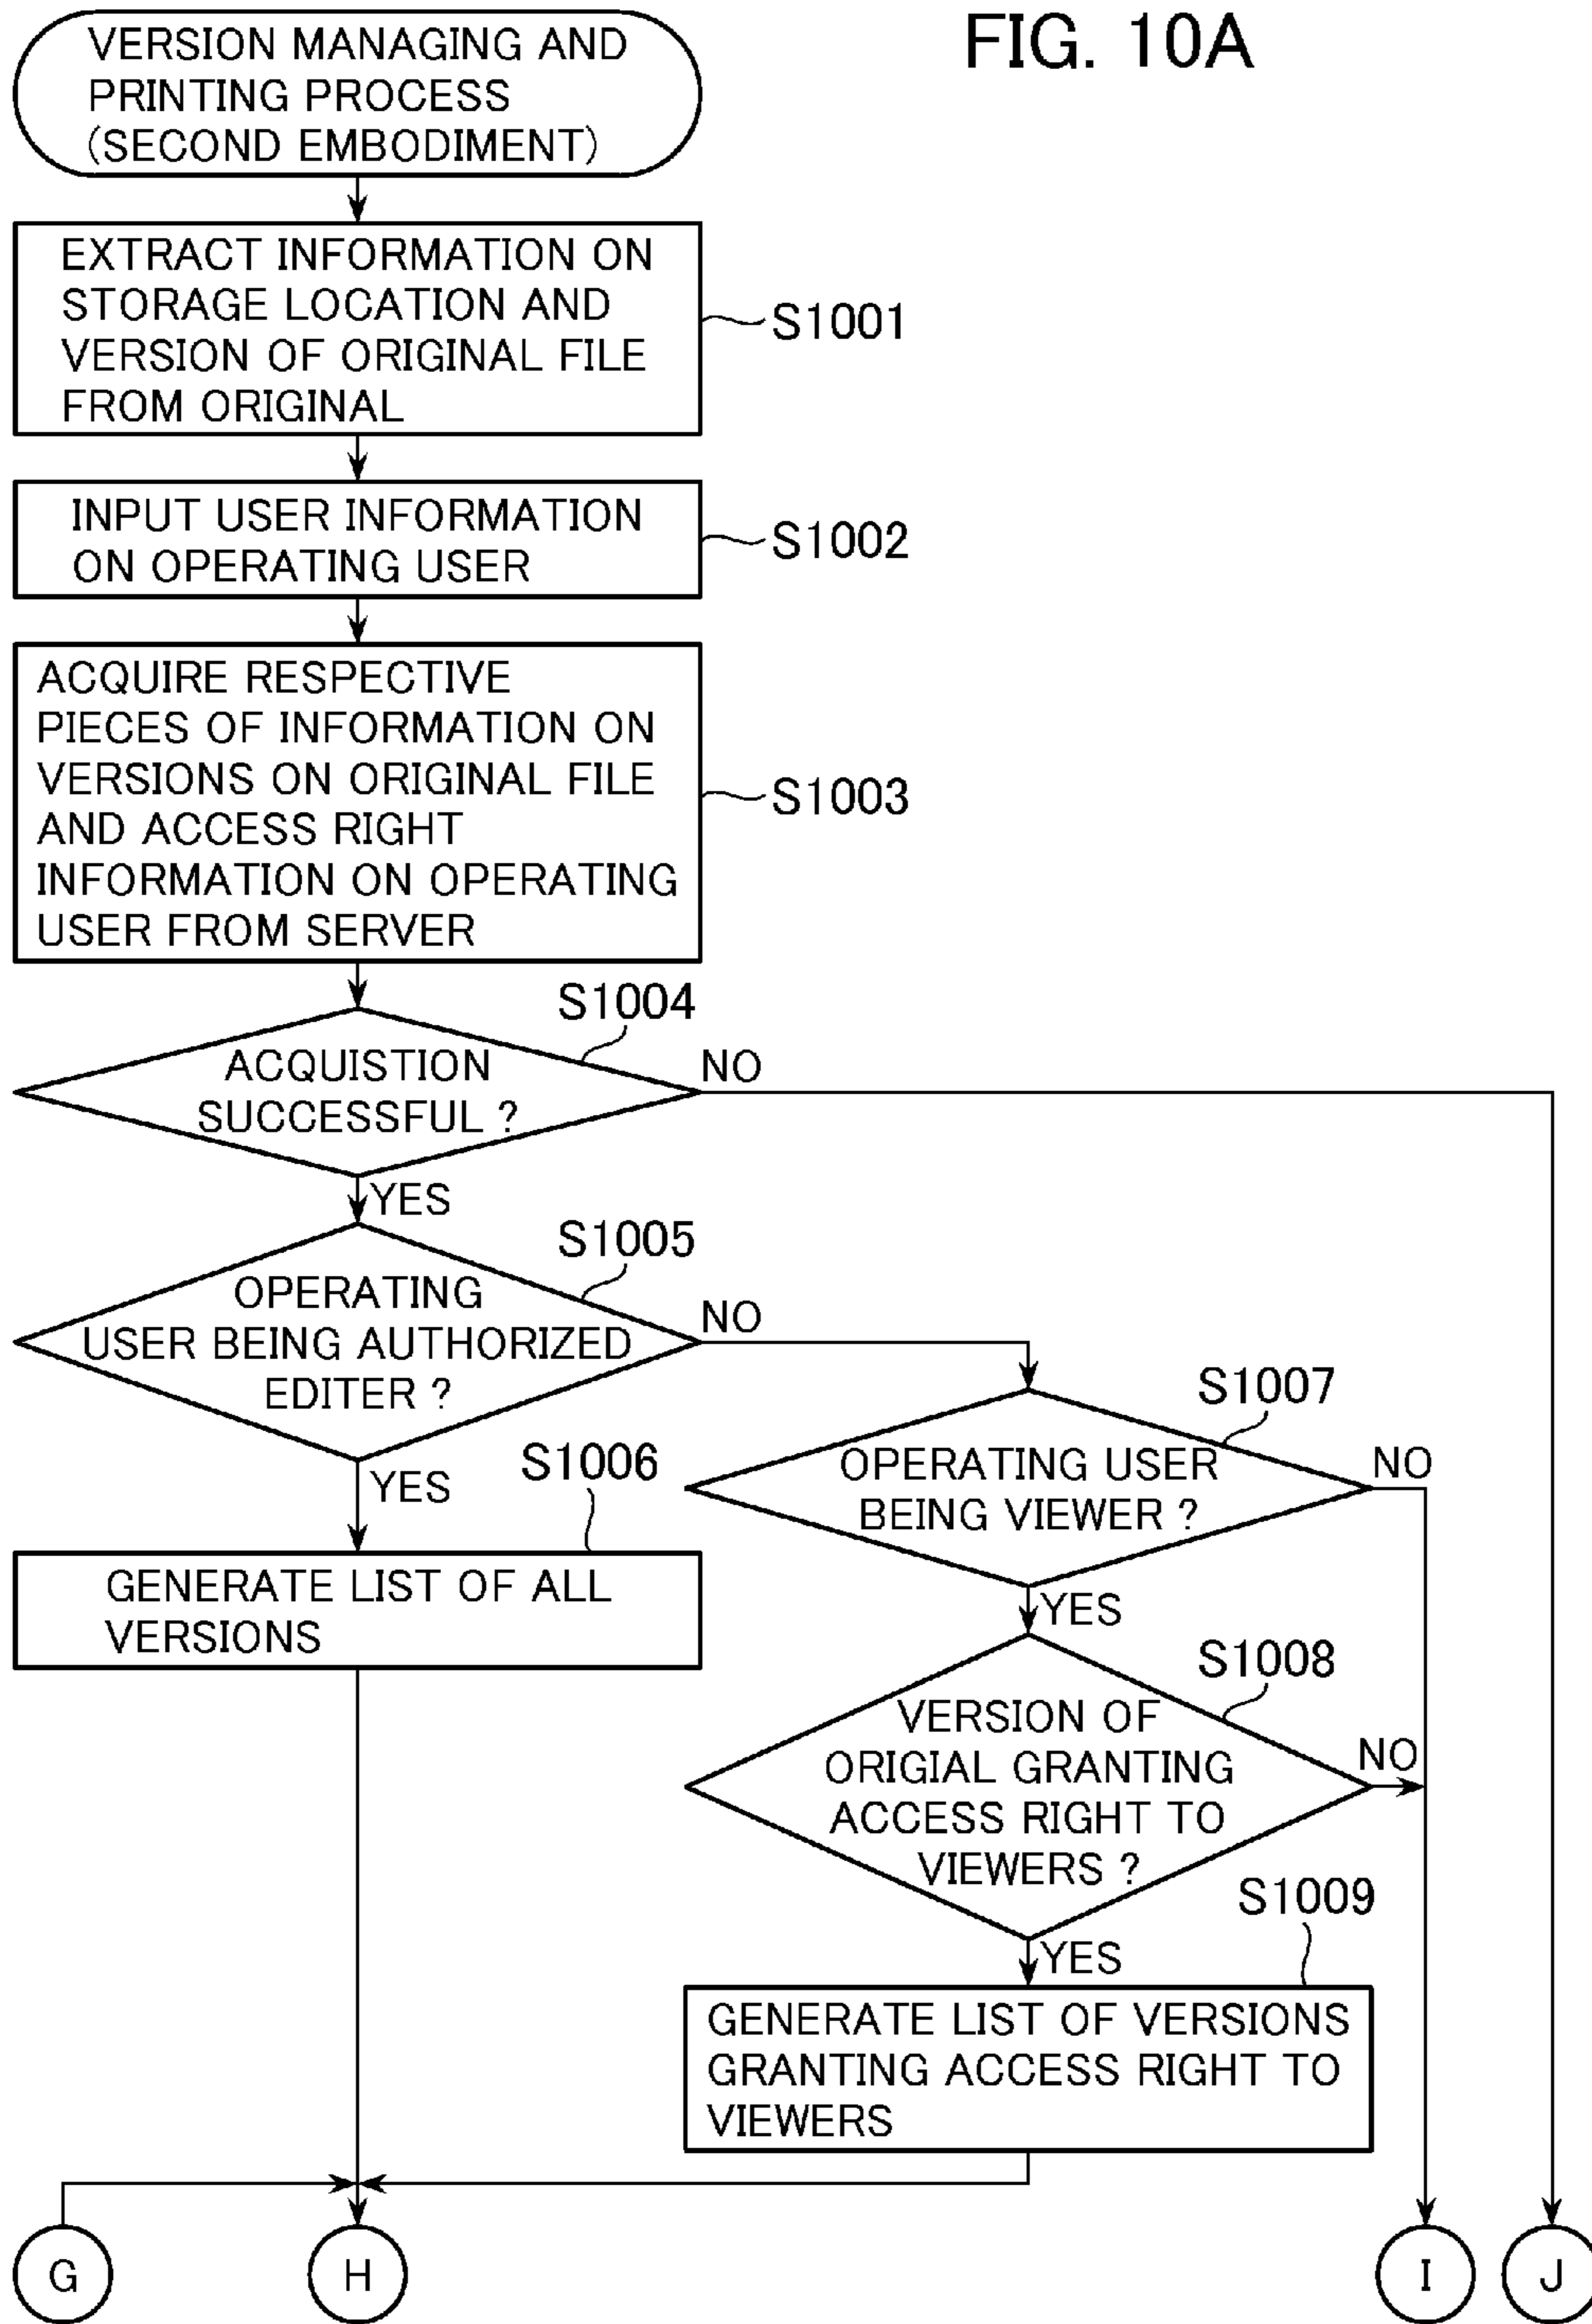 FIG. 10A
VERSION MANAGING AND
PRINTING PROCESS
(SECOND EMBODIMENT)
EXTRACT INFORMATION ON
STORAGE LOCATION AND
VERSION OF ORIGINAL FILE
FROM ORIGINAL
S1001
INPUT USER INFORMATION
ON OPERATING USER
S1002
ACQUIRE RESPECTIVE
PIECES OF INFORMATION ON
VERSIONS ON ORIGINAL FILE
AND ACCESS RIGHT
INFORMATION ON OPERATING
USER FROM SERVER
S1003
S1004
ACQUISTION
SUCCESSFUL ?
NO
YES
S1005
OPERATING
USER BEING AUTHORIZED
EDITER ?
NO
YES
S1006
GENERATE LIST OF ALL
VERSIONS
S1007
OPERATING USER
BEING VIEWER ?
NO
YES
S1008
VERSION OF
ORIGIAL GRANTING
ACCESS RIGHT TO
VIEWERS ?
NO
YES
S1009
GENERATE LIST OF VERSIONS
GRANTING ACCESS RIGHT TO
VIEWERS
G
H
I
J